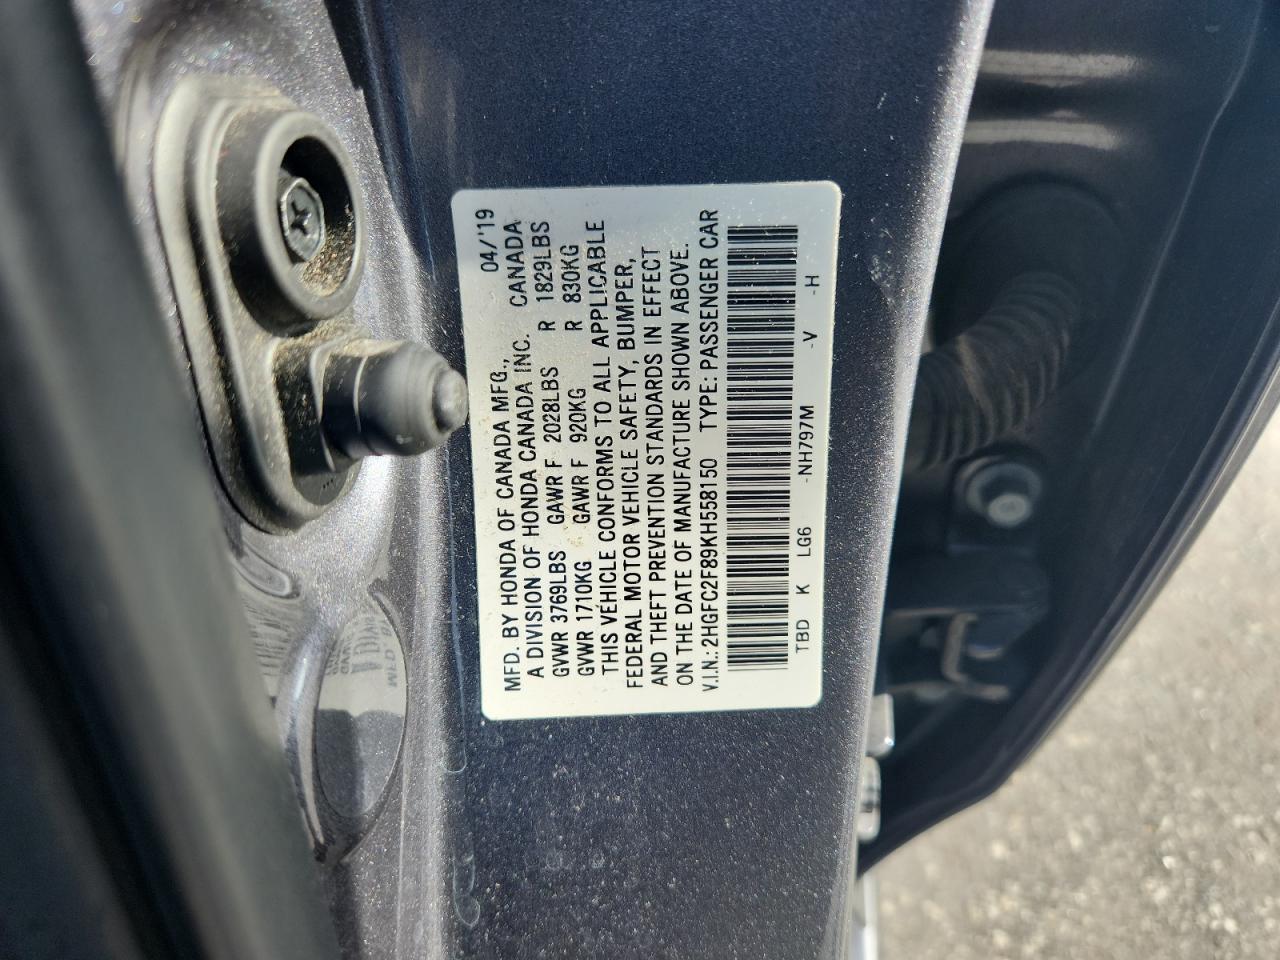 MFD. BY HONDA OF CANADA MFG., 04/'19
A DIVISION OF HONDA CANADA INC. CANADA
GVWR 3769LBS GAWR F 2028LBS R 1829LBS
GVWR 1710KG GAWR F 920KG R 830KG
THIS VEHICLE CONFORMS TO ALL APPLICABLE
FEDERAL MOTOR VEHICLE SAFETY, BUMPER,
AND THEFT PREVENTION STANDARDS IN EFFECT
ON THE DATE OF MANUFACTURE SHOWN ABOVE.
V.I.N.: 2HGFC2F89KH558150 TYPE: PASSENGER CAR
TBD K LG6 -NH797M -V -H